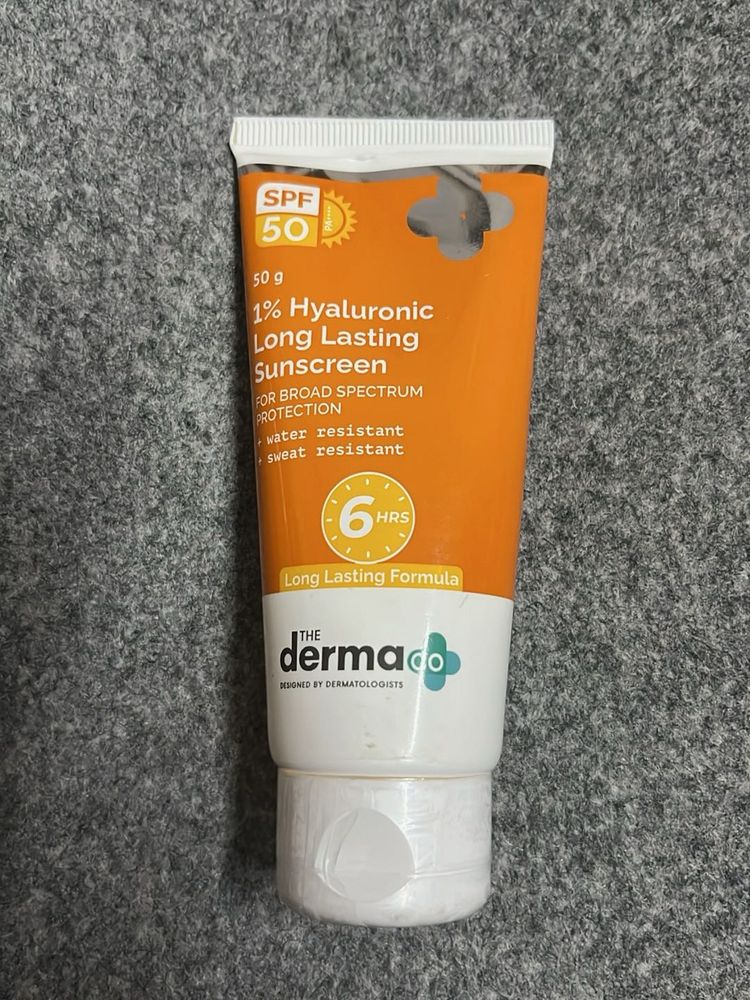 SPF
50
PA++++
50 g
1% Hyaluronic
Long Lasting
Sunscreen
FOR BROAD SPECTRUM
PROTECTION
+ water resistant
+ sweat resistant
6 HRS
Long Lasting Formula
THE
derma co
DESIGNED BY DERMATOLOGISTS